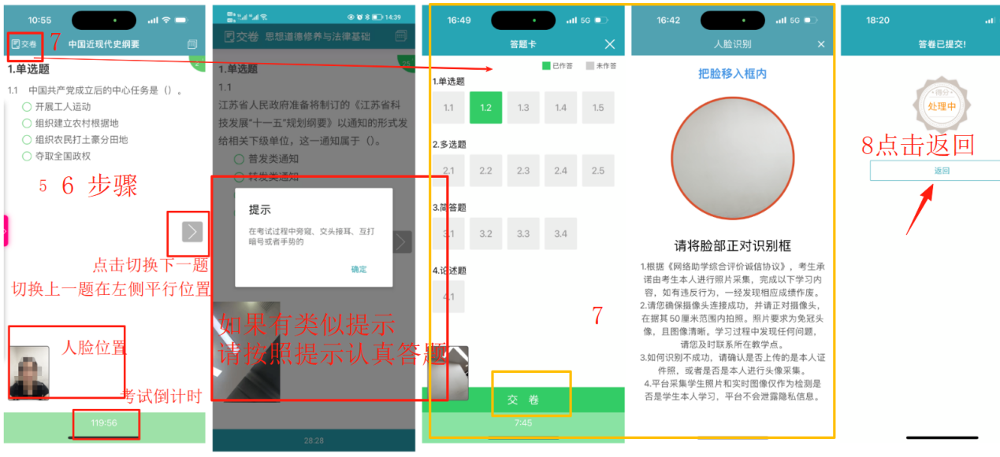 10:55
交卷
7
中国近现代史纲要
2
1.单选题
1.1 中国共产党成立后的中心任务是（）。
开展工人运动
组织建立农村根据地
组织农民打土豪分田地
夺取全国政权
5 6 步骤
点击切换下一题
切换上一题在左侧平行位置
人脸位置
考试倒计时
119:56
14:39
交卷 思想道德修养与法律基础
25
1.单选题
1.1
江苏省人民政府准备将制订的《江苏省科
技发展“十一五”规划纲要》以通知的形式发
给相关下级单位，这一通知属于（）。
普发类通知
转发类通知
提示
在考试过程中旁窥、交头接耳、互打
暗号或者手势的
确定
如果有类似提示
请按照提示认真答题
28:28
16:49
5G
答题卡
已作答 未作答
1.单选题
1.1 1.2 1.3 1.4 1.5
2.多选题
2.1 2.2 2.3 2.4 2.5
3.简答题
3.1 3.2 3.3 3.4
4.论述题
4.1
7
交 卷
7:45
16:42
5G
人脸识别
把脸移入框内
请将脸部正对识别框
1.根据《网络助学综合评价诚信协议》，考生承
诺由考生本人进行照片采集，完成以下学习内
容，如有违反行为，一经发现相应成绩作废。
2.请您确保摄像头连接成功，并请正对摄像头，
在据其50厘米范围内拍照。照片要求为免冠头
像，且图像清晰。学习过程中发现任何问题，
请您及时联系所在教学点。
3.如何识别不成功，请确认是否上传的是本人证
件照，或者是否是本人进行头像采集。
4.平台采集学生照片和实时图像仅作为检测是
否是学生本人学习，平台不会泄露隐私信息。
18:20
答卷已提交!
得分
处理中
8点击返回
返回